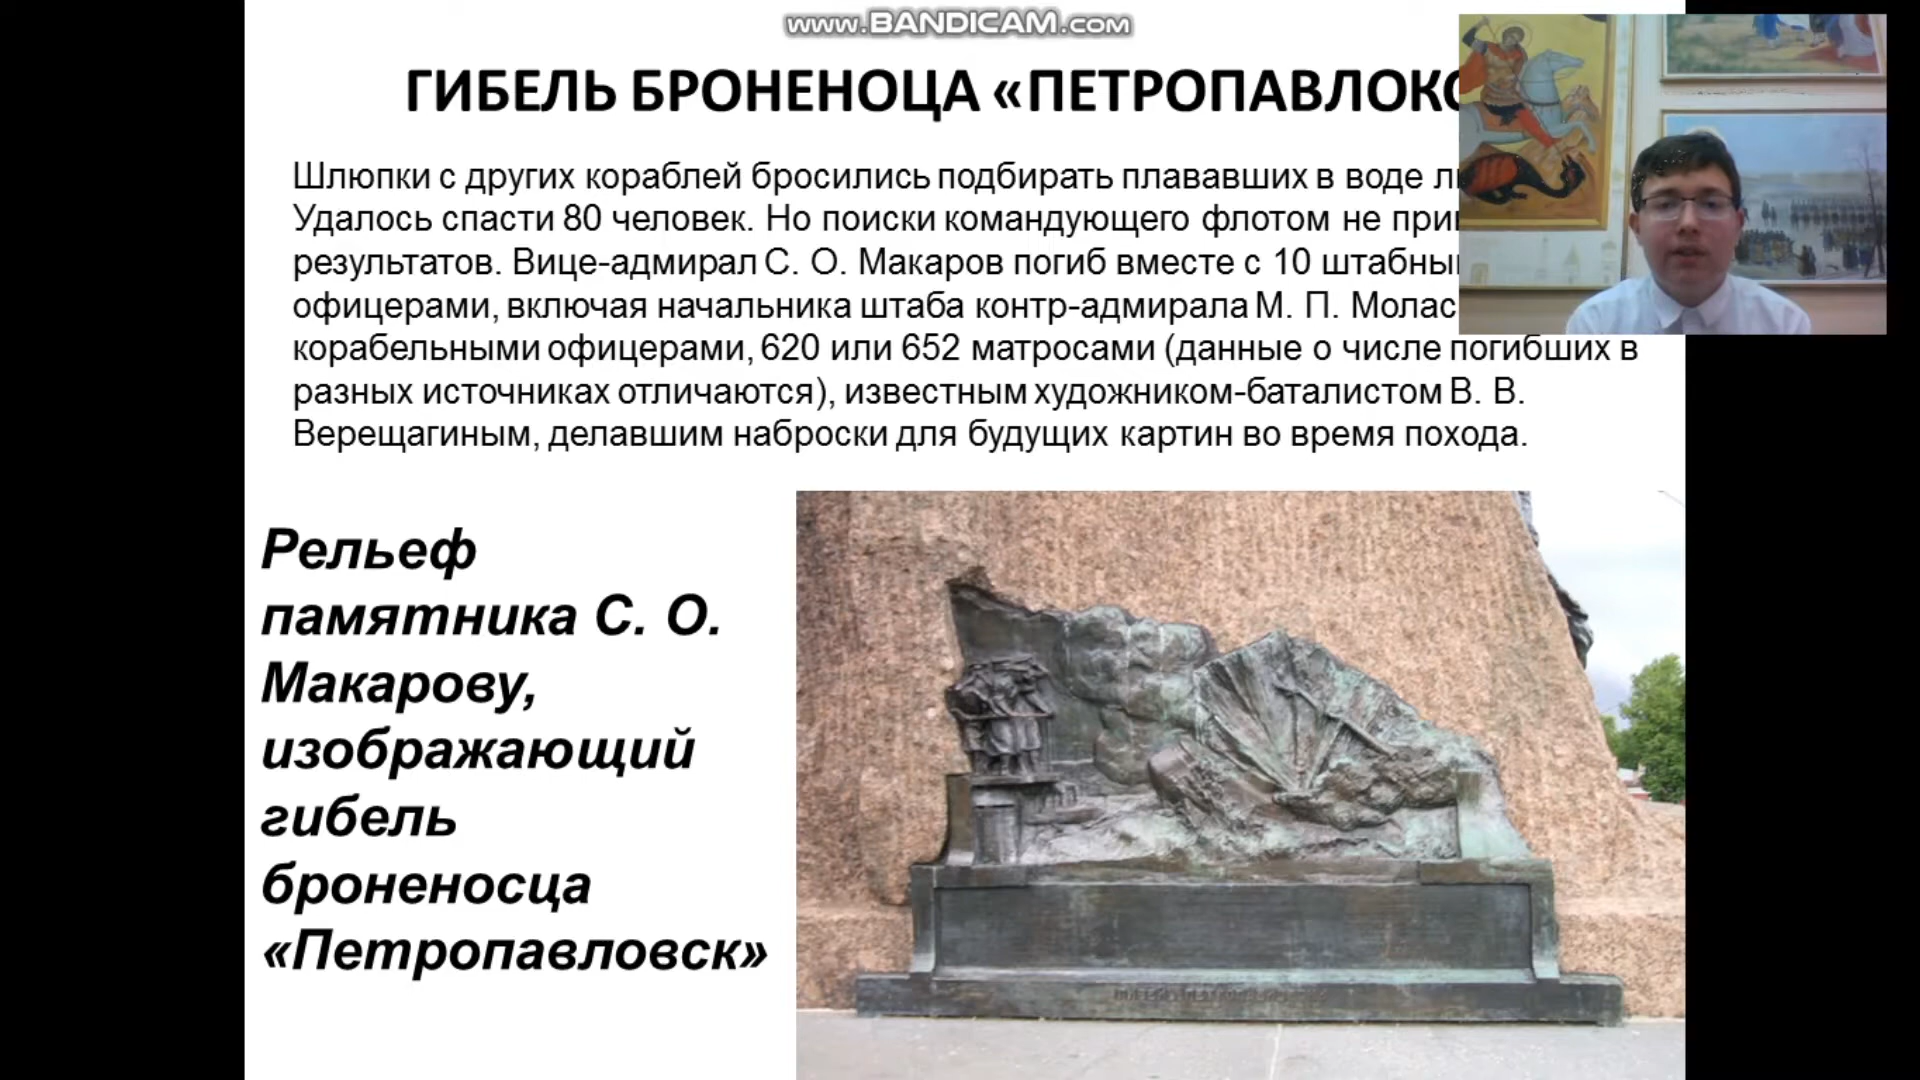 www.BANDICAM.com
ГИБЕЛЬ БРОНЕНОЦА «ПЕТРОПАВЛОКС
Шлюпки с других кораблей бросились подбирать плававших в воде
Удалось спасти 80 человек. Но поиски командующего флотом не
результатов. Вице-адмирал С. О. Макаров погиб вместе с 10
офицерами, включая начальника штаба контр-адмирала М. П. Молас
корабельными офицерами, 620 или 652 матросами (данные о числе погибших в
разных источниках отличаются), известным художником-баталистом В. В.
Верещагиным, делавшим наброски для будущих картин во время похода.
Рельеф
памятника С. О.
Макарову,
изображающий
гибель
броненосца
«Петропавловск»